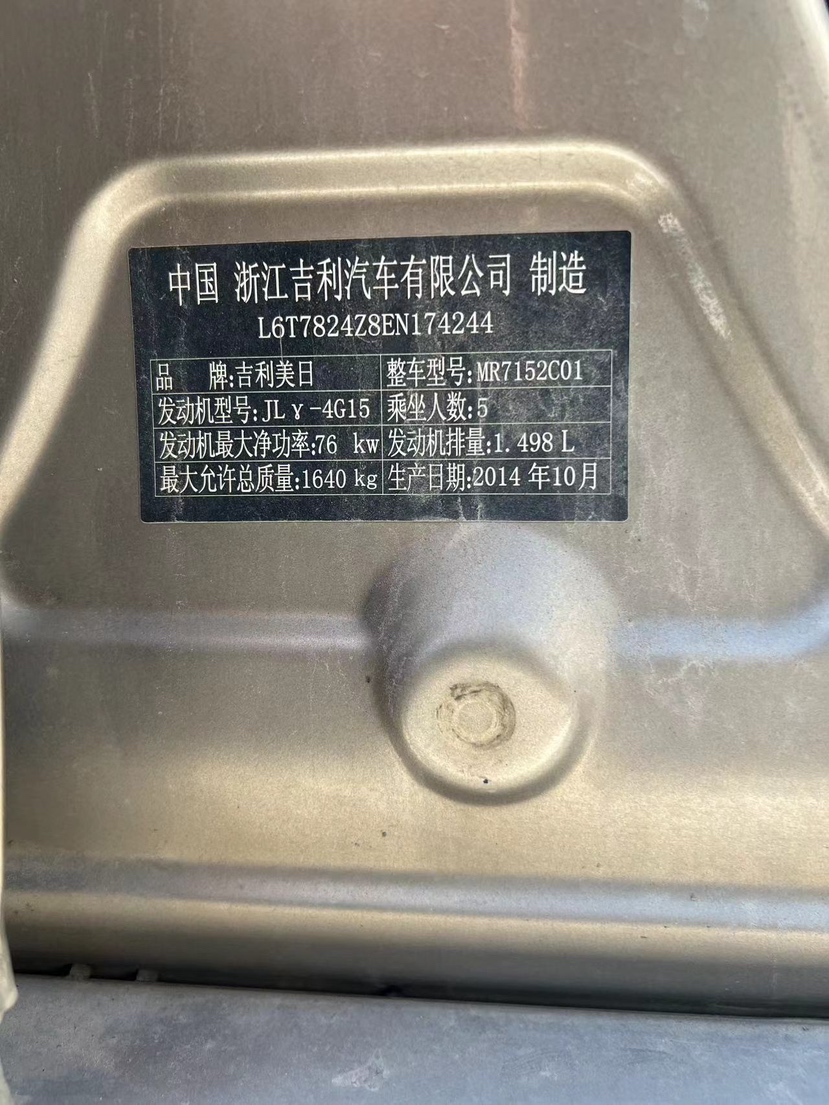 中国 浙江吉利汽车有限公司 制造
L6T7824Z8EN174244
品 牌:吉利美日 整车型号:MR7152C01
发动机型号:JLγ-4G15 乘坐人数:5
发动机最大净功率:76 kw 发动机排量:1.498 L
最大允许总质量:1640 kg 生产日期:2014 年10月